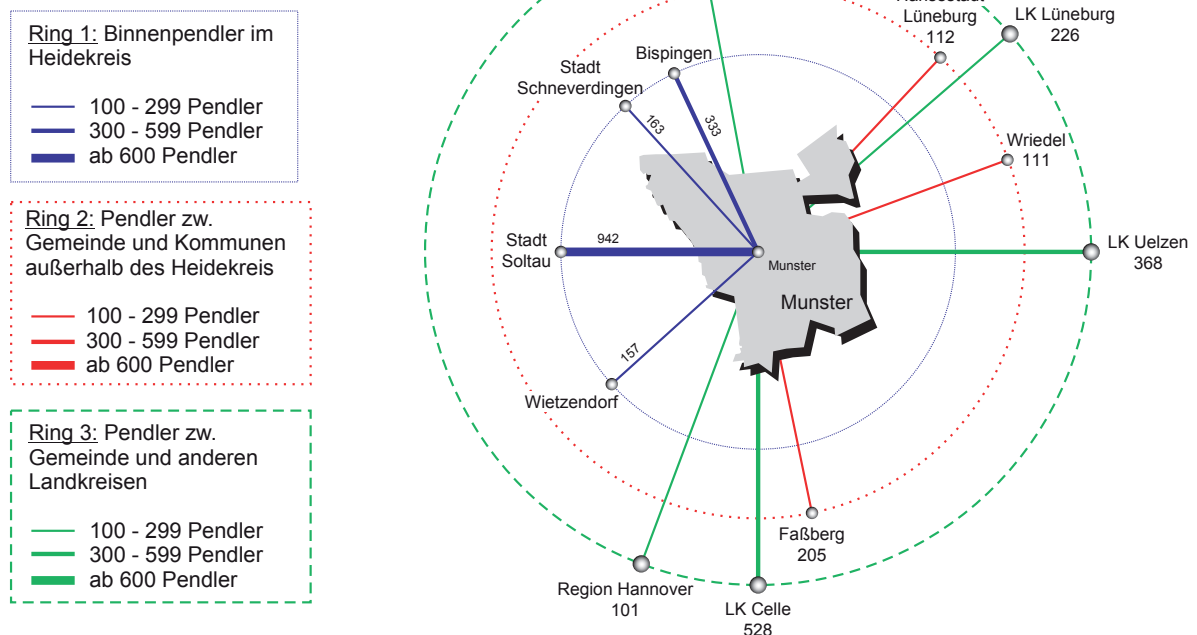 Ring 1: Binnenpendler im
Heidekreis
100 - 299 Pendler
300 - 599 Pendler
ab 600 Pendler
Ring 2: Pendler zw.
Gemeinde und Kommunen
außerhalb des Heidekreis
100 - 299 Pendler
300 - 599 Pendler
ab 600 Pendler
Ring 3: Pendler zw.
Gemeinde und anderen
Landkreisen
100 - 299 Pendler
300 - 599 Pendler
ab 600 Pendler
Lüneburg
112
LK Lüneburg
226
Bispingen
333
Stadt
Schneverdingen
163
Wriedel
111
Stadt
Soltau
942
Munster
Munster
LK Uelzen
368
157
Wietzendorf
Faßberg
205
Region Hannover
101
LK Celle
528